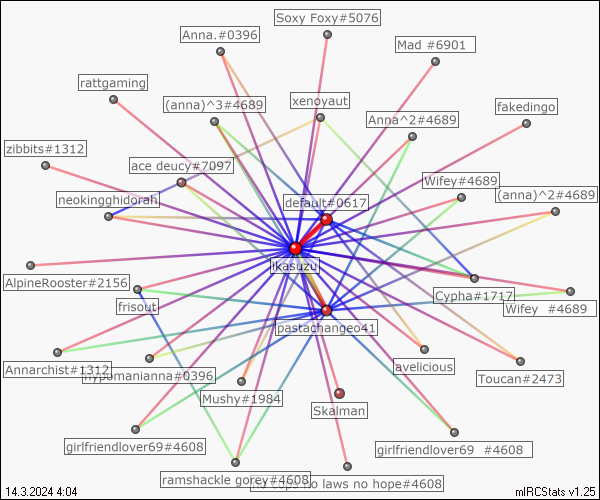 Soxy Foxy#5076
Anna.#0396
Mad #6901
rattgaming
(anna)^3#4689
xenoyaut
fakedingo
Anna^2#4689
zibbits#1312
ace deucy#7097
Wifey#4689
(anna)^2#4689
neokingghidorah
default#0617
ikasuzu
AlpineRooster#2156
Cypha#1717
frisout
Wifey #4689
pastachangeo41
Annarchist#1312
hypomanianna#0396
avelicious
Toucan#2473
Mushy#1984
Skalman
girlfriendlover69#4608
girlfriendlover69 #4608
ramshackle gorey#4608
no cops no laws no hope#4608
14.3.2024 4:04
mIRCStats v1.25